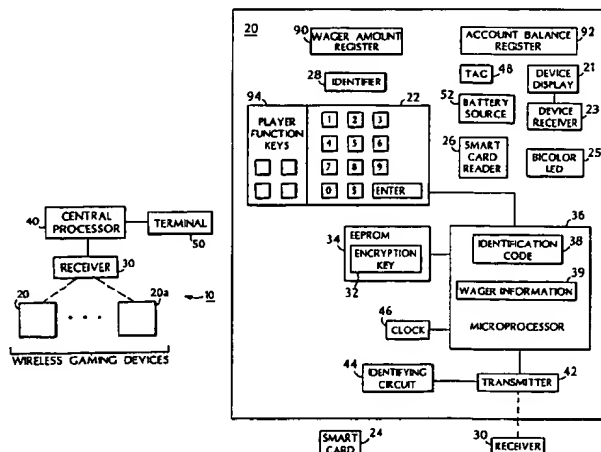 40
CENTRAL
PROCESSOR
TERMINAL
50
RECEIVER
30
20
20a
10
WIRELESS GAMING DEVICES
20
90
WAGER AMOUNT
REGISTER
ACCOUNT BALANCE
REGISTER
92
28
IDENTIFIER
TAG
48
DEVICE
DISPLAY
21
94
22
52
BATTERY
SOURCE
DEVICE
RECEIVER
23
PLAYER
FUNCTION
KEYS
1 2 3
4 5 6
7 8 9
0 $ ENTER
26
SMART
CARD
READER
BICOLOR
LED
25
36
34
EEPROM
ENCRYPTION
KEY
32
IDENTIFICATION
CODE
38
39
WAGER INFORMATION
MICROPROCESSOR
46
CLOCK
44
IDENTIFYING
CIRCUIT
TRANSMITTER
42
SMART
CARD
24
30
RECEIVER